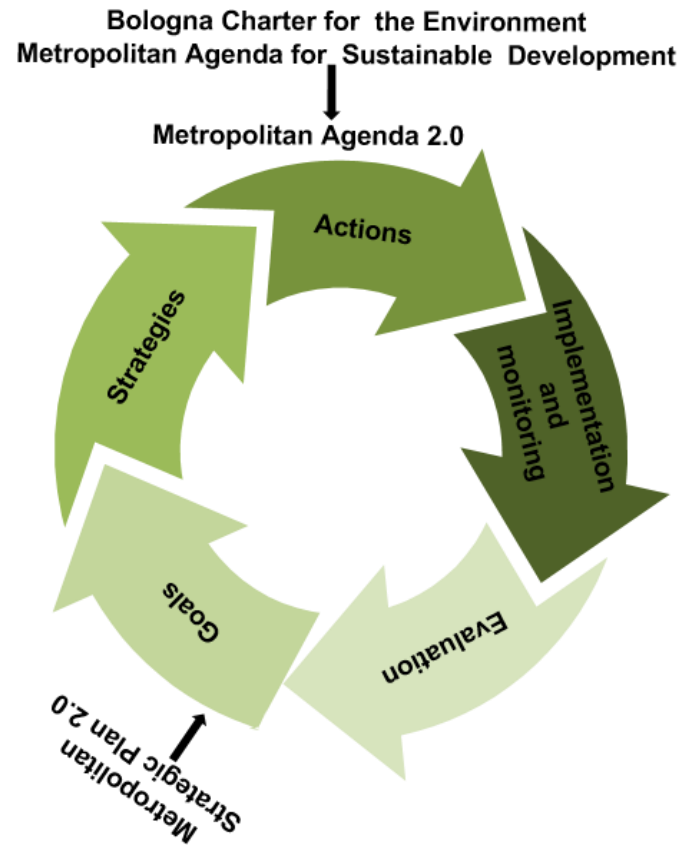 Bologna Charter for the Environment
Metropolitan Agenda for Sustainable Development
Metropolitan Agenda 2.0
Actions
Implementation
and
monitoring
Evaluation
Goals
Strategies
Metropolitan
Strategic Plan 2.0